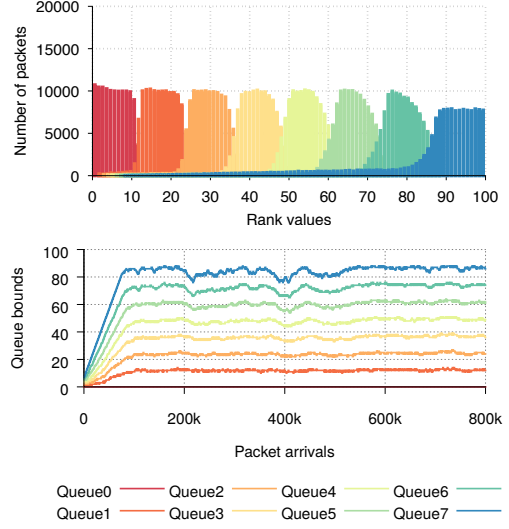 20000
15000
10000
5000
0
Number of packets
0 10 20 30 40 50 60 70 80 90 100
Rank values
100
80
60
40
20
0
Queue bounds
0 200k 400k 600k 800k
Packet arrivals
Queue0 Queue2 Queue4 Queue6
Queue1 Queue3 Queue5 Queue7